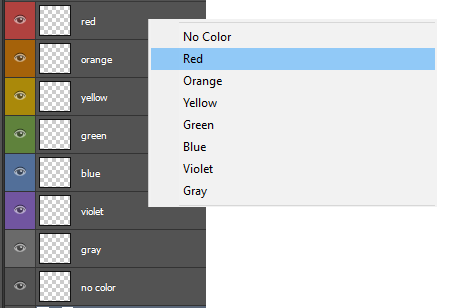 red
orange
yellow
green
blue
violet
gray
no color
No Color
Red
Orange
Yellow
Green
Blue
Violet
Gray